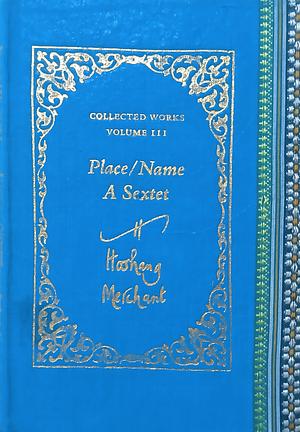 COLLECTED WORKS
VOLUME III
Place/Name
A Sextet
Hoshang
Merchant